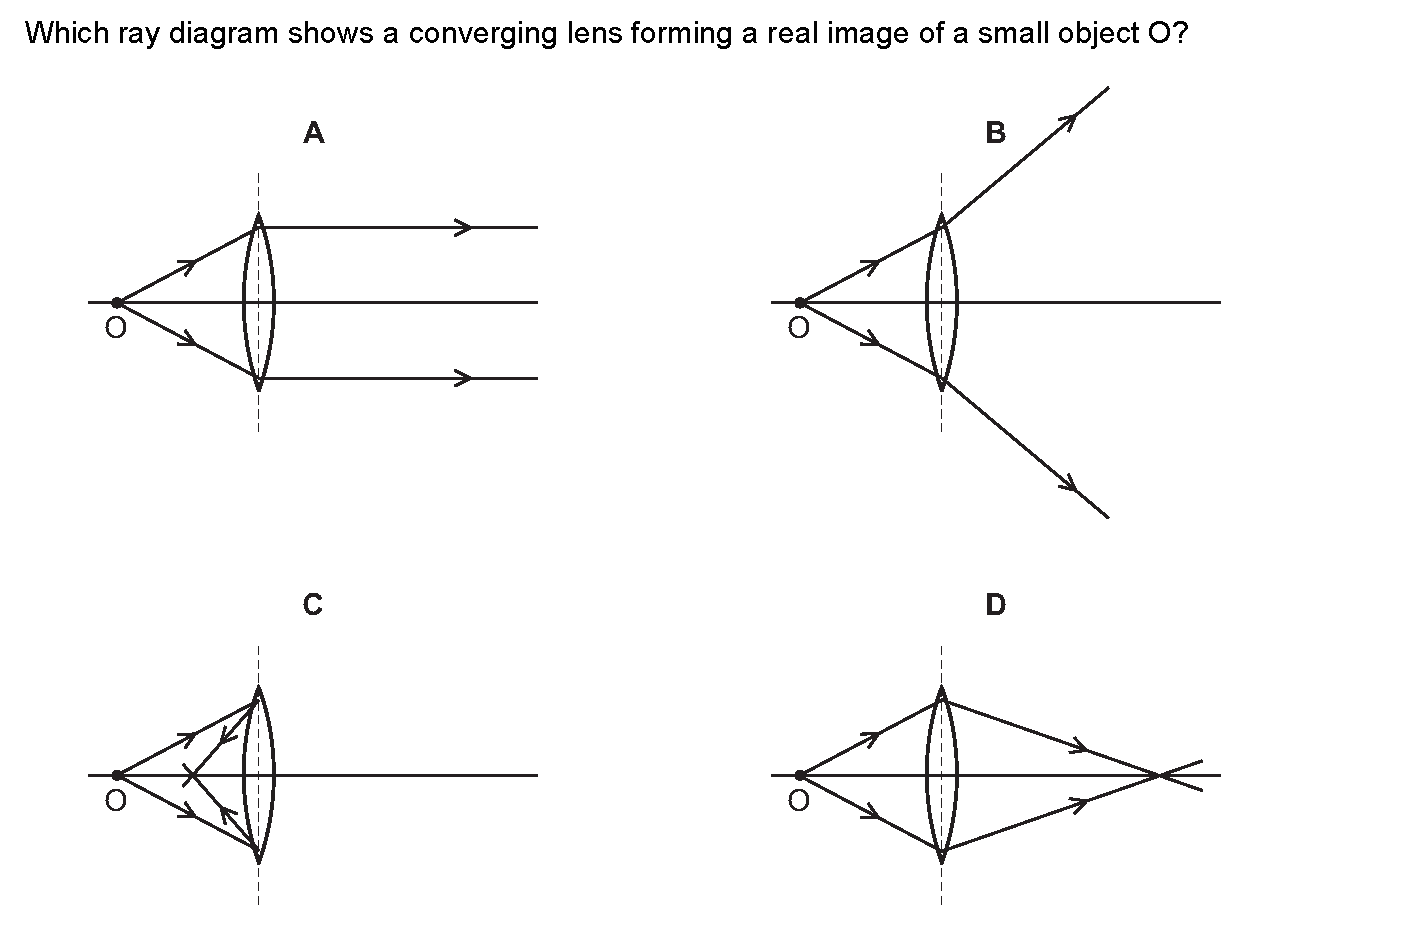 Which ray diagram shows a converging lens forming a real image of a small object O?
A
B
O
O
C
D
O
O